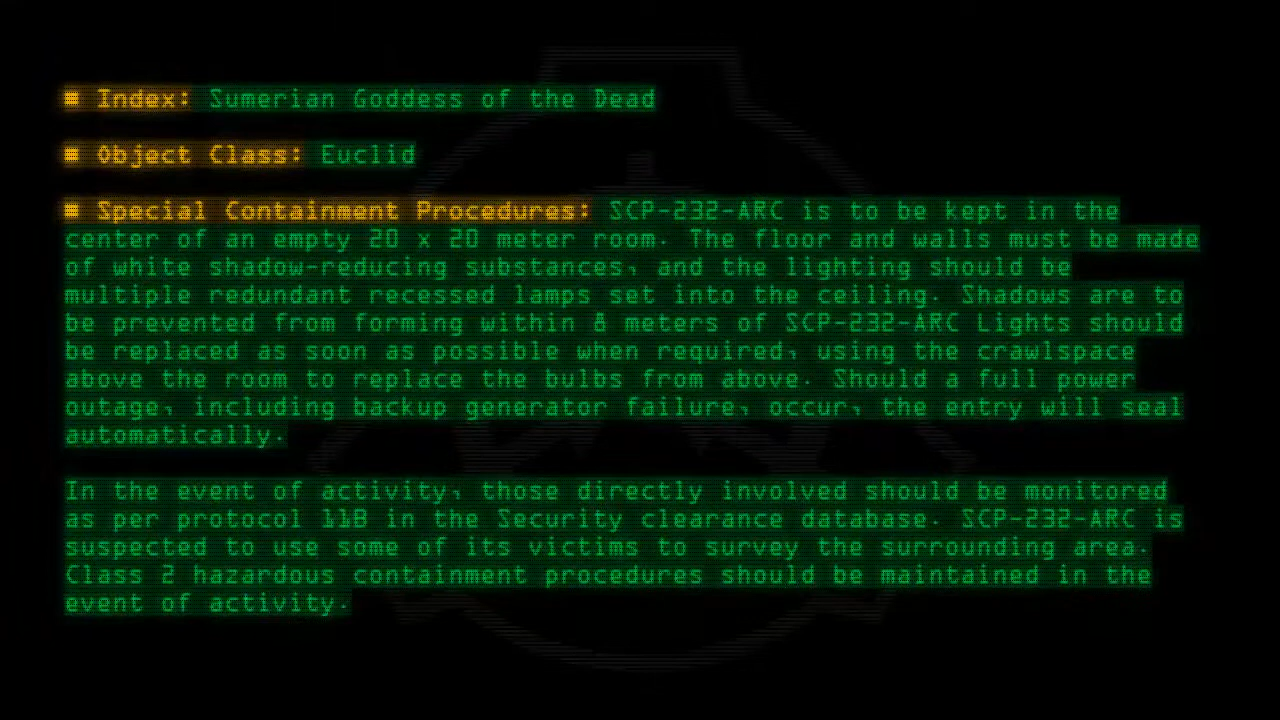 ■ Index: Sumerian Goddess of the Dead
■ Object Class: Euclid
■ Special Containment Procedures: SCP-232-ARC is to be kept in the
center of an empty 20 x 20 meter room. The floor and walls must be made
of white shadow-reducing substances, and the lighting should be
multiple redundant recessed lamps set into the ceiling. Shadows are to
be prevented from forming within 8 meters of SCP-232-ARC Lights should
be replaced as soon as possible when required, using the crawlspace
above the room to replace the bulbs from above. Should a full power
outage, including backup generator failure, occur, the entry will seal
automatically.
In the event of activity, those directly involved should be monitored
as per protocol 11B in the Security clearance database. SCP-232-ARC is
suspected to use some of its victims to survey the surrounding area.
Class 2 hazardous containment procedures should be maintained in the
event of activity.